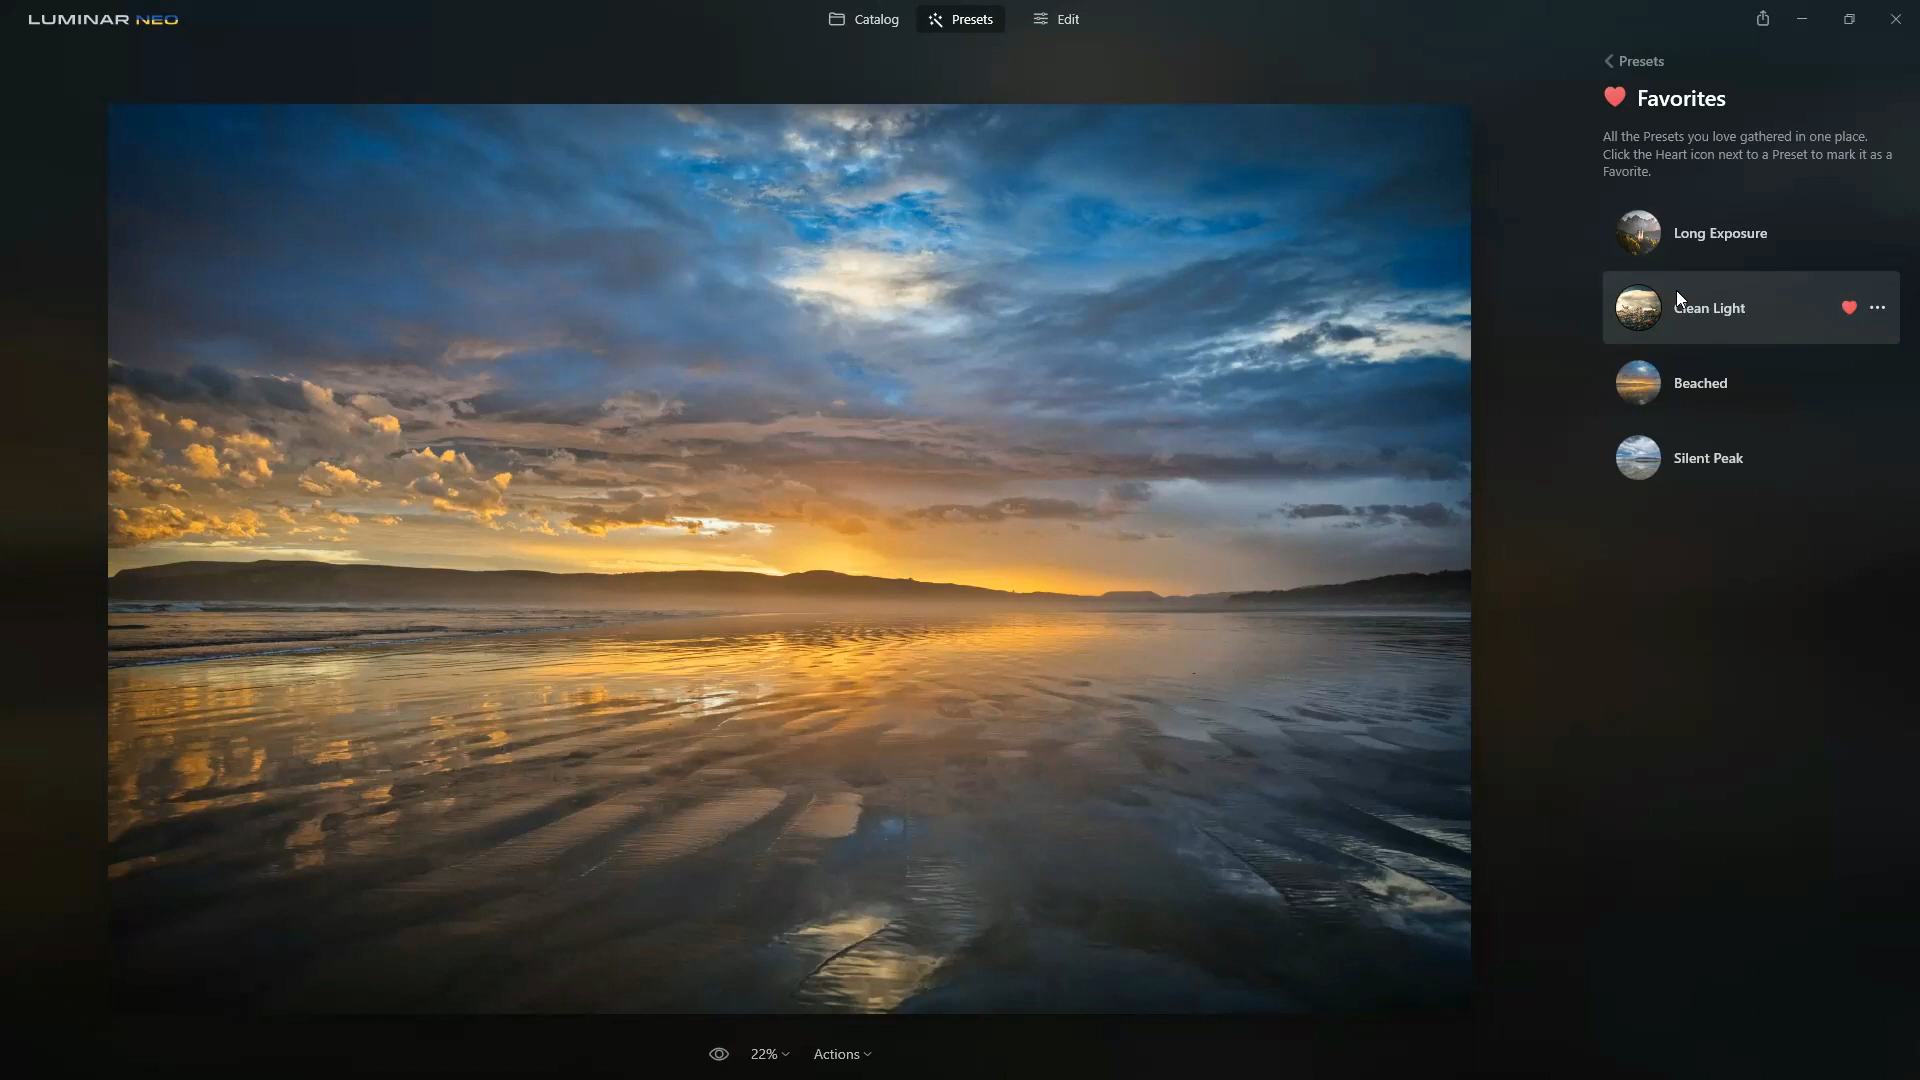 LUMINAR NEO
Catalog
Presets
Edit
Presets
Favorites
All the Presets you love gathered in one place.
Click the Heart icon next to a Preset to mark it as a
Favorite.
Long Exposure
Clean Light
Beached
Silent Peak
22%
Actions